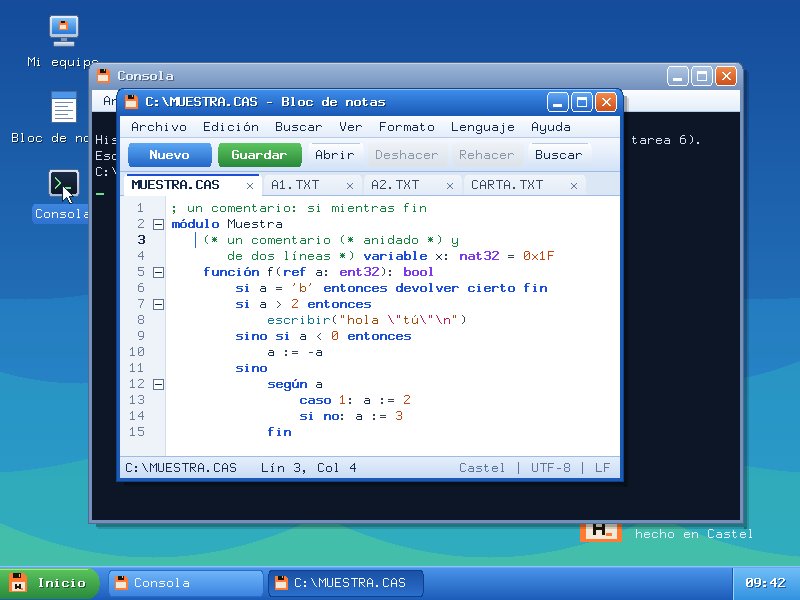 Mi equipo
Consola
C:\MUESTRA.CAS - Bloc de notas
Archivo Edición Buscar Ver Formato Lenguaje Ayuda
Bloc de
tarea 6).
Nuevo Guardar Abrir Deshacer Rehacer Buscar
C:\
MUESTRA.CAS × A1.TXT × A2.TXT × CARTA.TXT ×
Consola
1 ; un comentario: si mientras fin
2 módulo Muestra
3 (* un comentario (* anidado *) y
4 de dos líneas *) variable x: nat32 = 0x1F
5 función f(ref a: ent32): bool
6 si a = 'b' entonces devolver cierto fin
7 si a > 2 entonces
8 escribir("hola \"tú\"\n")
9 sino si a < 0 entonces
10 a := -a
11 sino
12 según a
13 caso 1: a := 2
14 si no: a := 3
15 fin
C:\MUESTRA.CAS Lín 3, Col 4 Castel | UTF-8 | LF
H_
hecho en Castel
Inicio Consola C:\MUESTRA.CAS 09:42